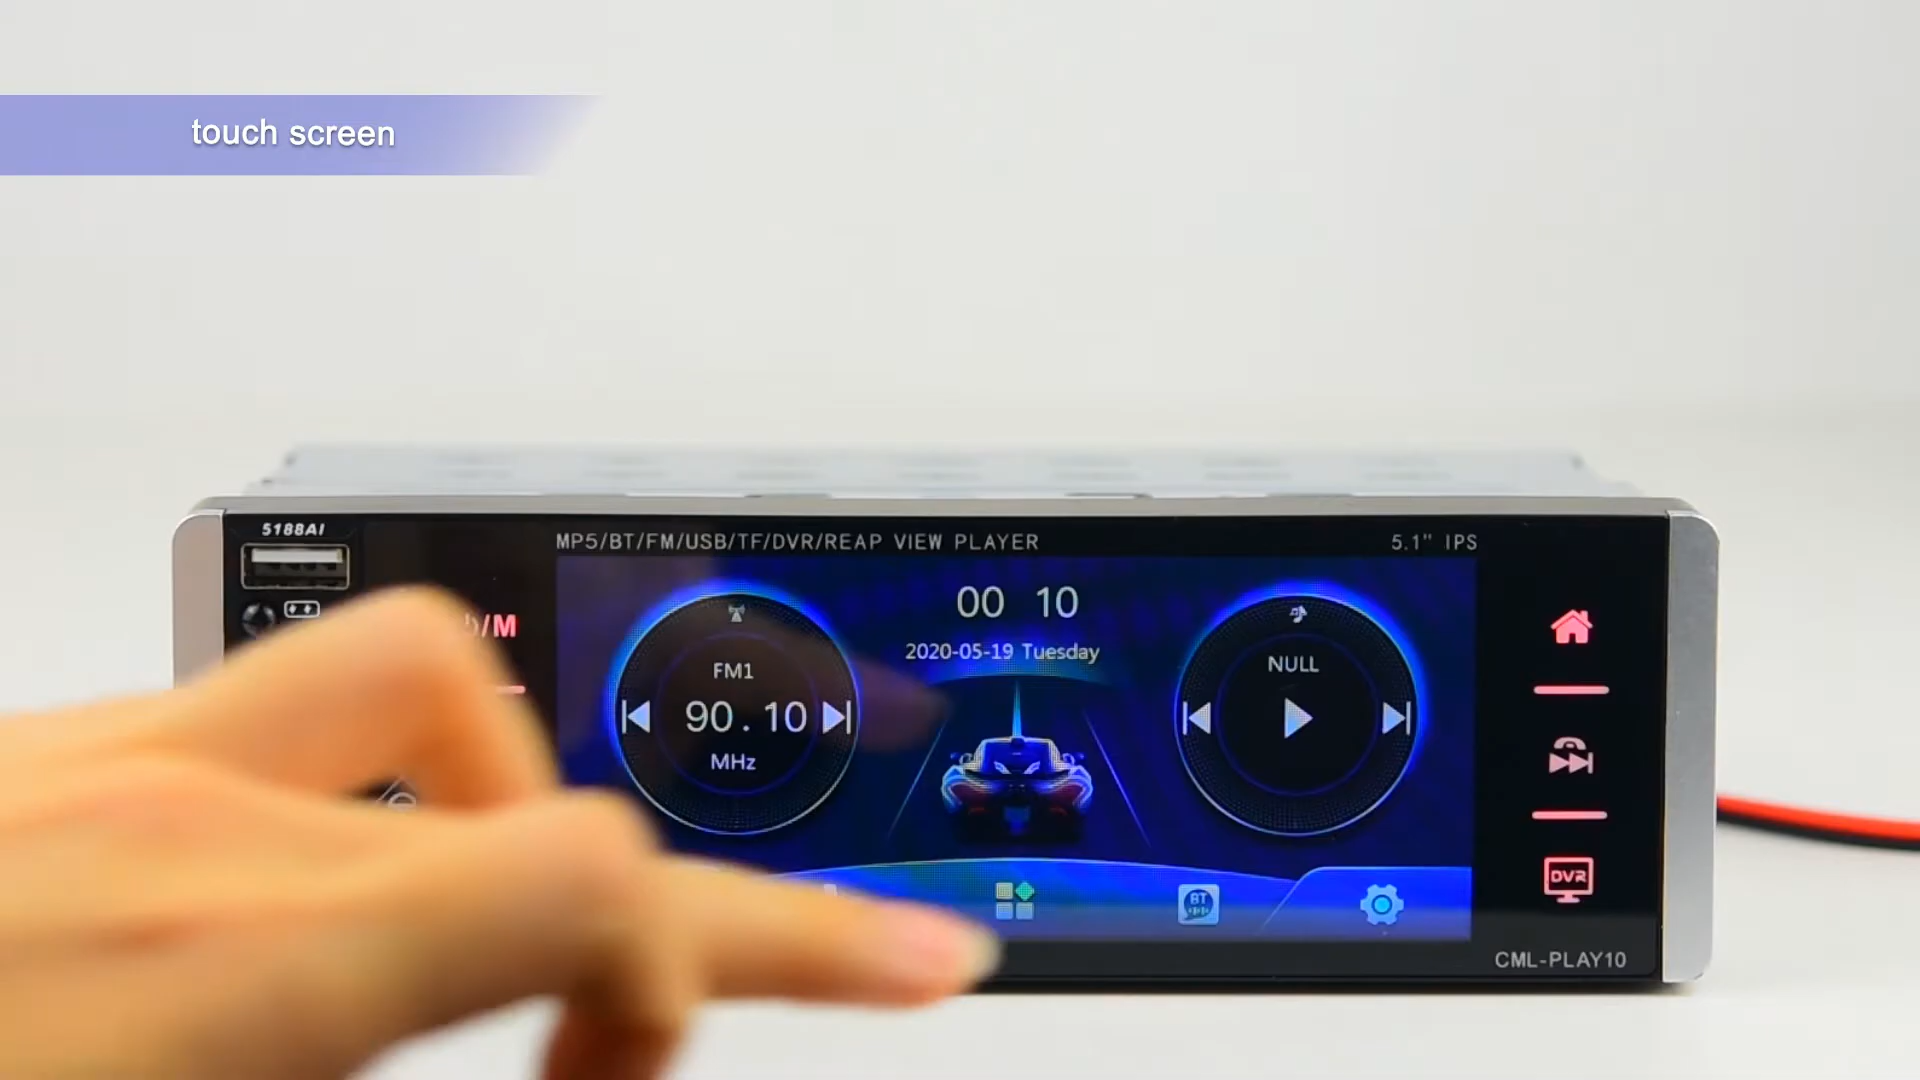 touch screen
5188AI
MP5/BT/FM/USB/TF/DVR/REAP VIEW PLAYER
5.1" IPS
00 10
2020-05-19 Tuesday
/M
FM1
90.10
MHz
NULL
BT
DVR
CML-PLAY10